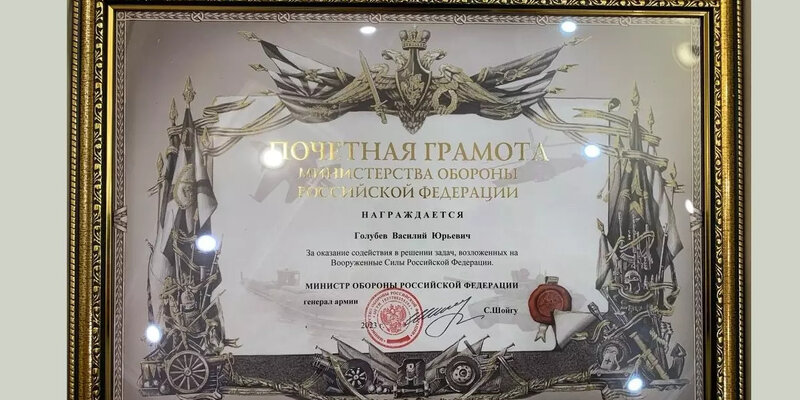 ПОЧЕТНАЯ ГРАМОТА
МИНИСТЕРСТВА ОБОРОНЫ
РОССИЙСКОЙ ФЕДЕРАЦИИ
НАГРАЖДАЕТСЯ
Голубев Василий Юрьевич
За оказание содействия в решении задач, возложенных на
Вооруженные Силы Российской Федерации.
МИНИСТР ОБОРОНЫ РОССИЙСКОЙ ФЕДЕРАЦИИ
генерал армии
С.Шойгу
2023 г.